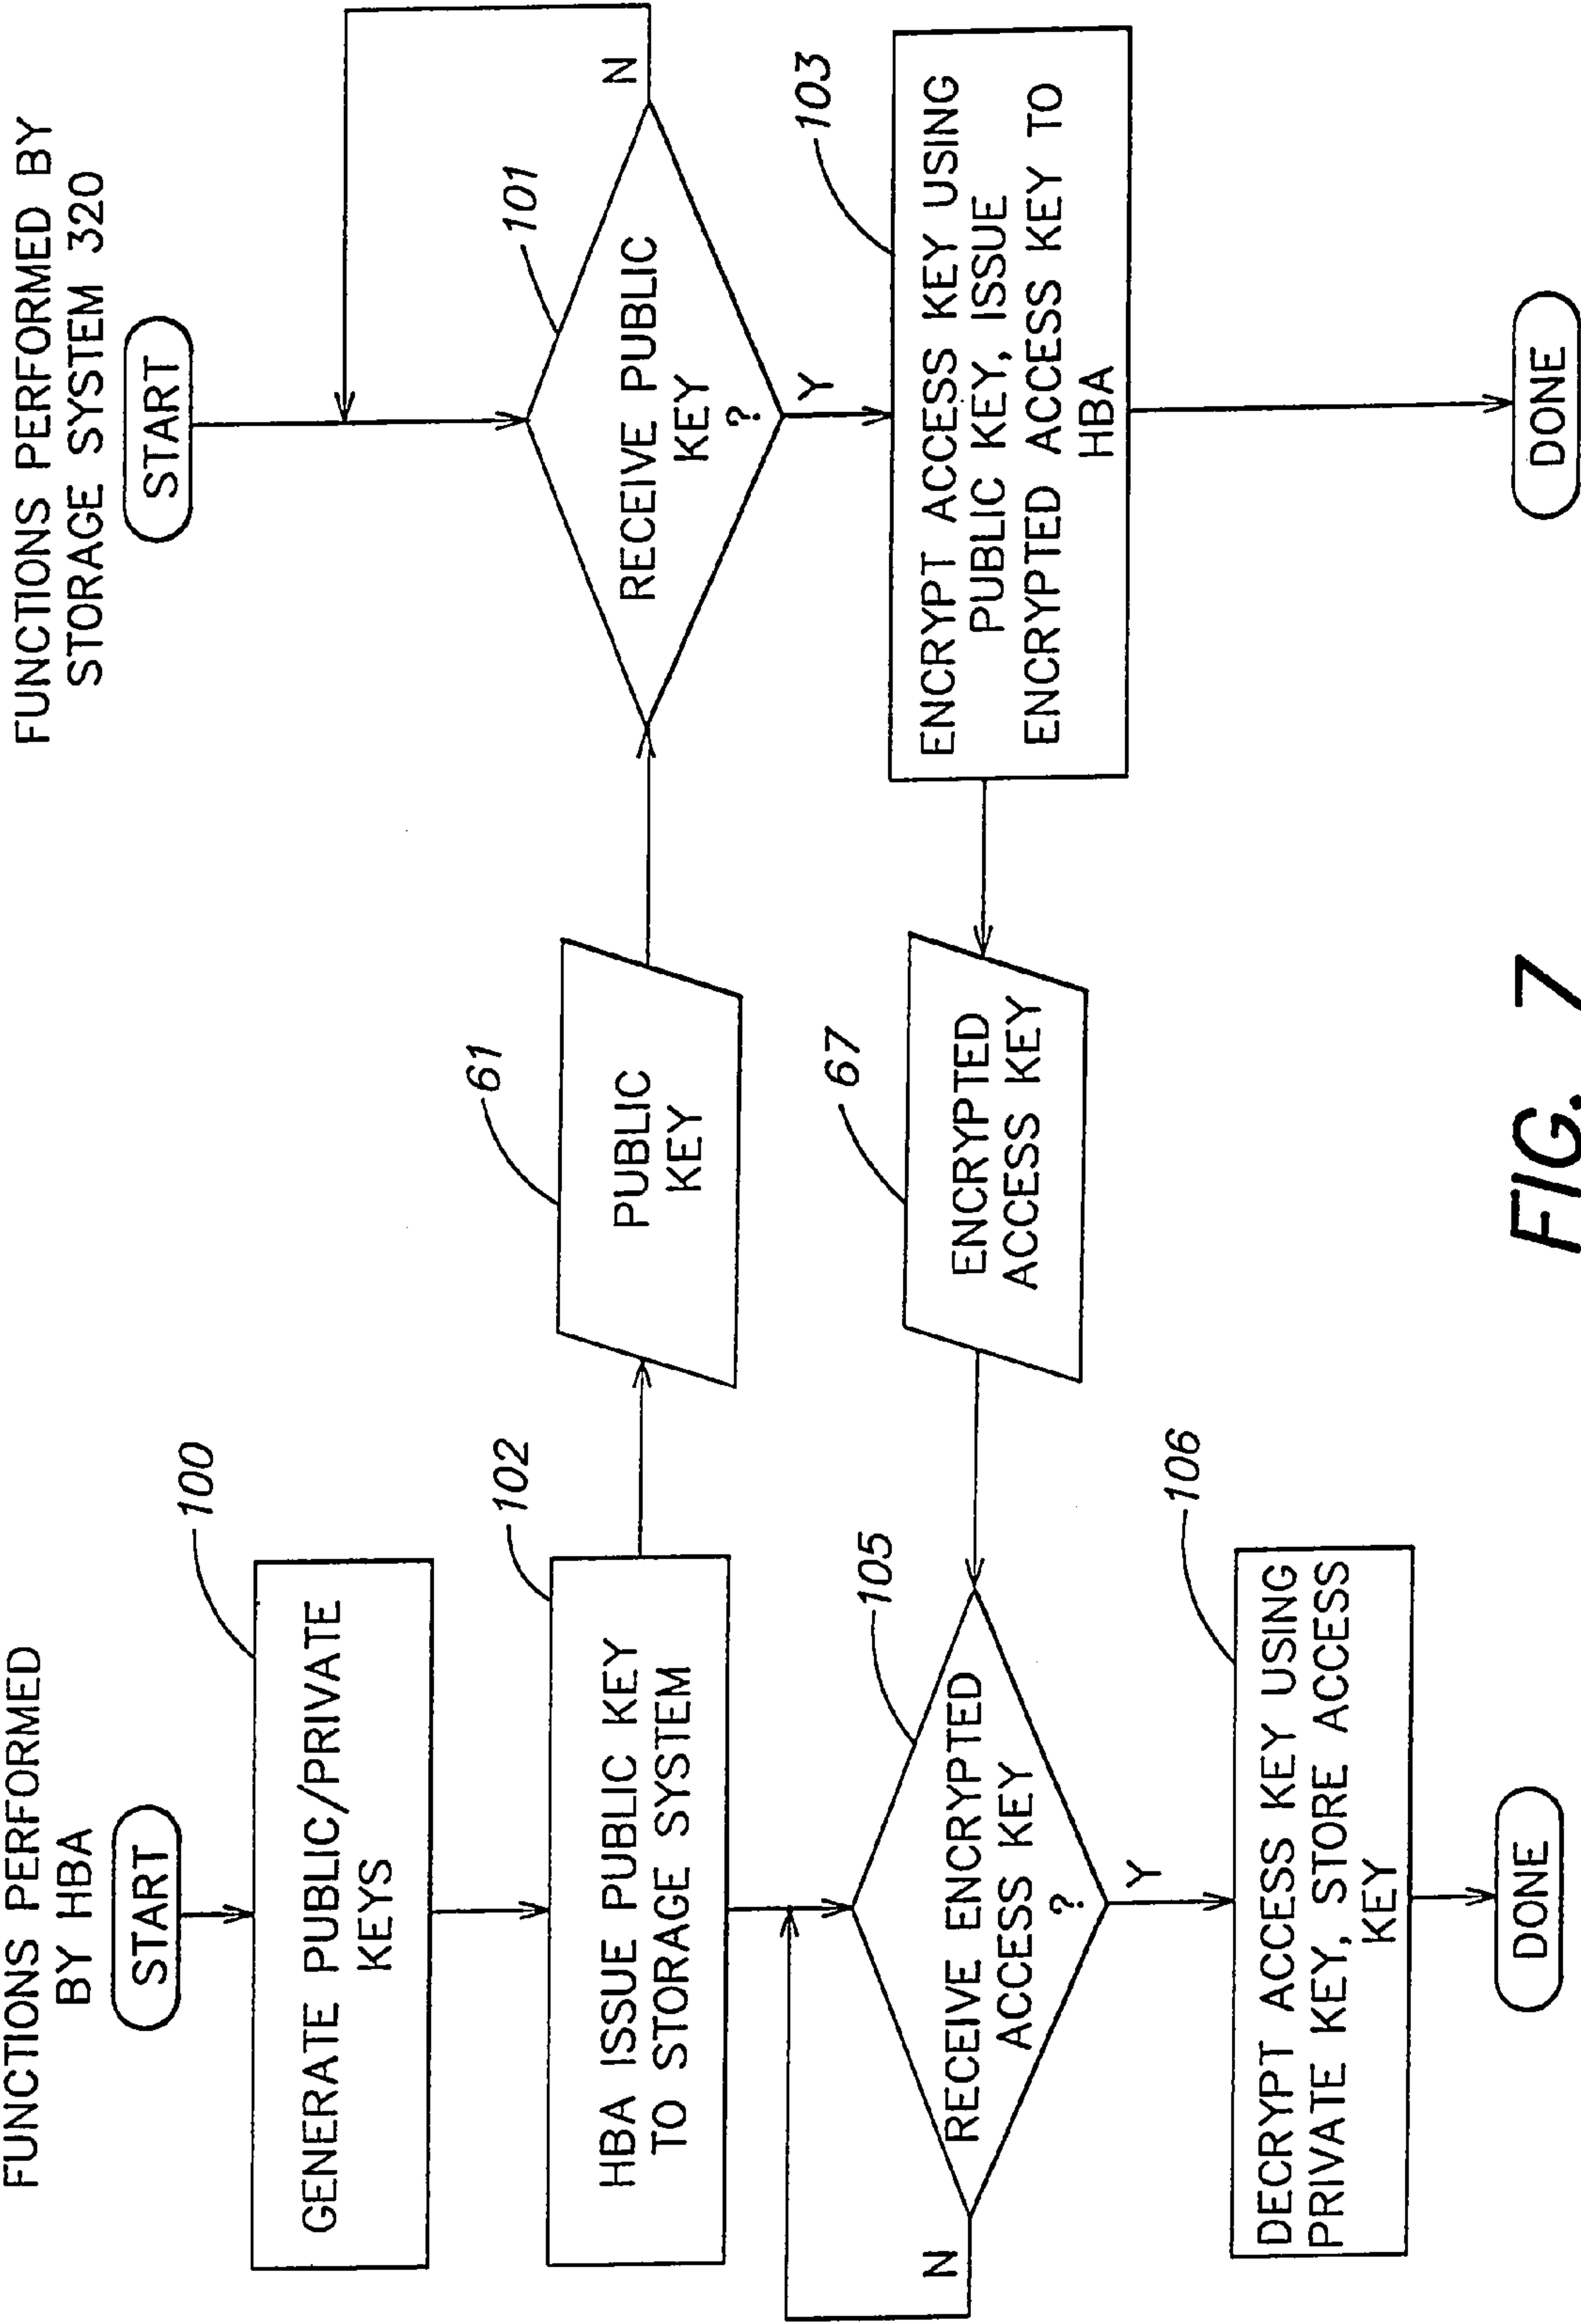 FUNCTIONS PERFORMED
BY HBA
START
100
GENERATE PUBLIC/PRIVATE
KEYS
102
HBA ISSUE PUBLIC KEY
TO STORAGE SYSTEM
105
RECEIVE ENCRYPTED
ACCESS KEY
?
N
Y
106
DECRYPT ACCESS KEY USING
PRIVATE KEY, STORE ACCESS
KEY
DONE
61
PUBLIC
KEY
67
ENCRYPTED
ACCESS KEY
FUNCTIONS PERFORMED BY
STORAGE SYSTEM 320
START
101
RECEIVE PUBLIC
KEY
?
N
Y
103
ENCRYPT ACCESS KEY USING
PUBLIC KEY, ISSUE
ENCRYPTED ACCESS KEY TO
HBA
DONE
FIG. 7